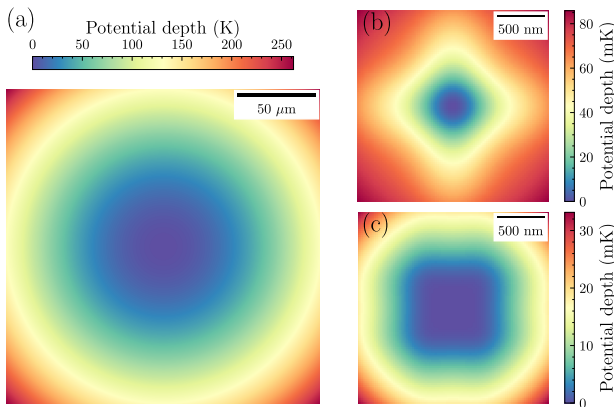 (a)
Potential depth (K)
0 50 100 150 200 250
50 μm
(b)
500 nm
80
60
40
20
0
Potential depth (mK)
(c)
500 nm
30
20
10
0
Potential depth (mK)